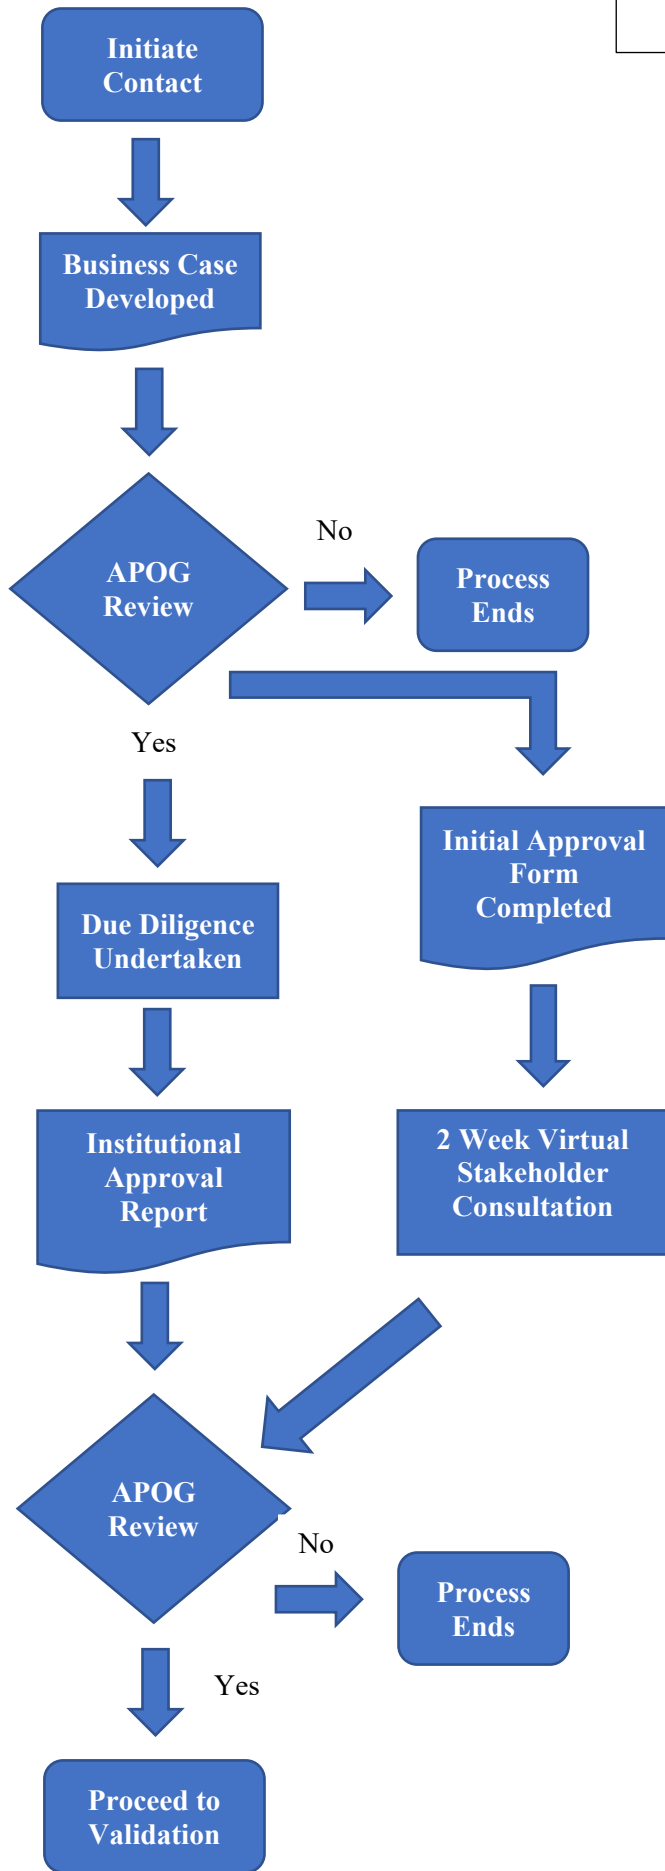 Initiate
Contact
Business Case
Developed
APOG
Review
No
Process
Ends
Yes
Initial Approval
Form
Completed
Due Diligence
Undertaken
Institutional
Approval
Report
2 Week Virtual
Stakeholder
Consultation
APOG
Review
No
Process
Ends
Yes
Proceed to
Validation